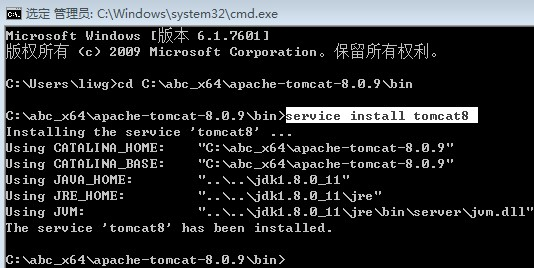 选定 管理员: C:\Windows\system32\cmd.exe
Microsoft Windows [版本 6.1.7601]
版权所有 (c) 2009 Microsoft Corporation。保留所有权利。
C:\Users\liwg>cd C:\abc_x64\apache-tomcat-8.0.9\bin
C:\abc_x64\apache-tomcat-8.0.9\bin>service install tomcat8
Installing the service 'tomcat8' ...
Using CATALINA_HOME:    "C:\abc_x64\apache-tomcat-8.0.9"
Using CATALINA_BASE:    "C:\abc_x64\apache-tomcat-8.0.9"
Using JAVA_HOME:        "..\..\jdk1.8.0_11"
Using JRE_HOME:         "..\..\jdk1.8.0_11\jre"
Using JVM:              "..\..\jdk1.8.0_11\jre\bin\server\jvm.dll"
The service 'tomcat8' has been installed.
C:\abc_x64\apache-tomcat-8.0.9\bin>